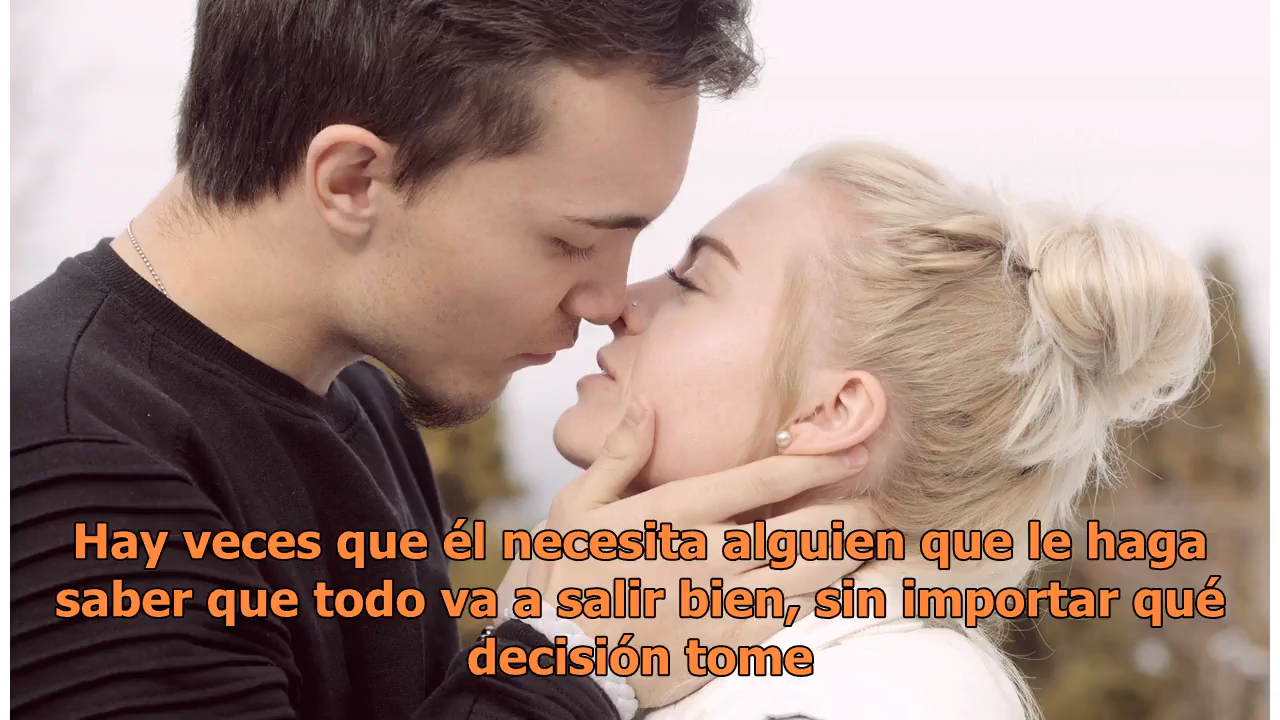 Hay veces que él necesita alguien que le haga
saber que todo va a salir bien, sin importar qué
decisión tome